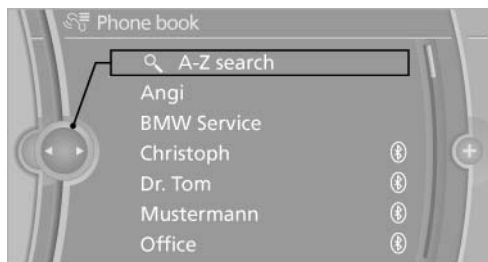 Phone book
A-Z search
Angi
BMW Service
Christoph
Dr. Tom
Mustermann
Office